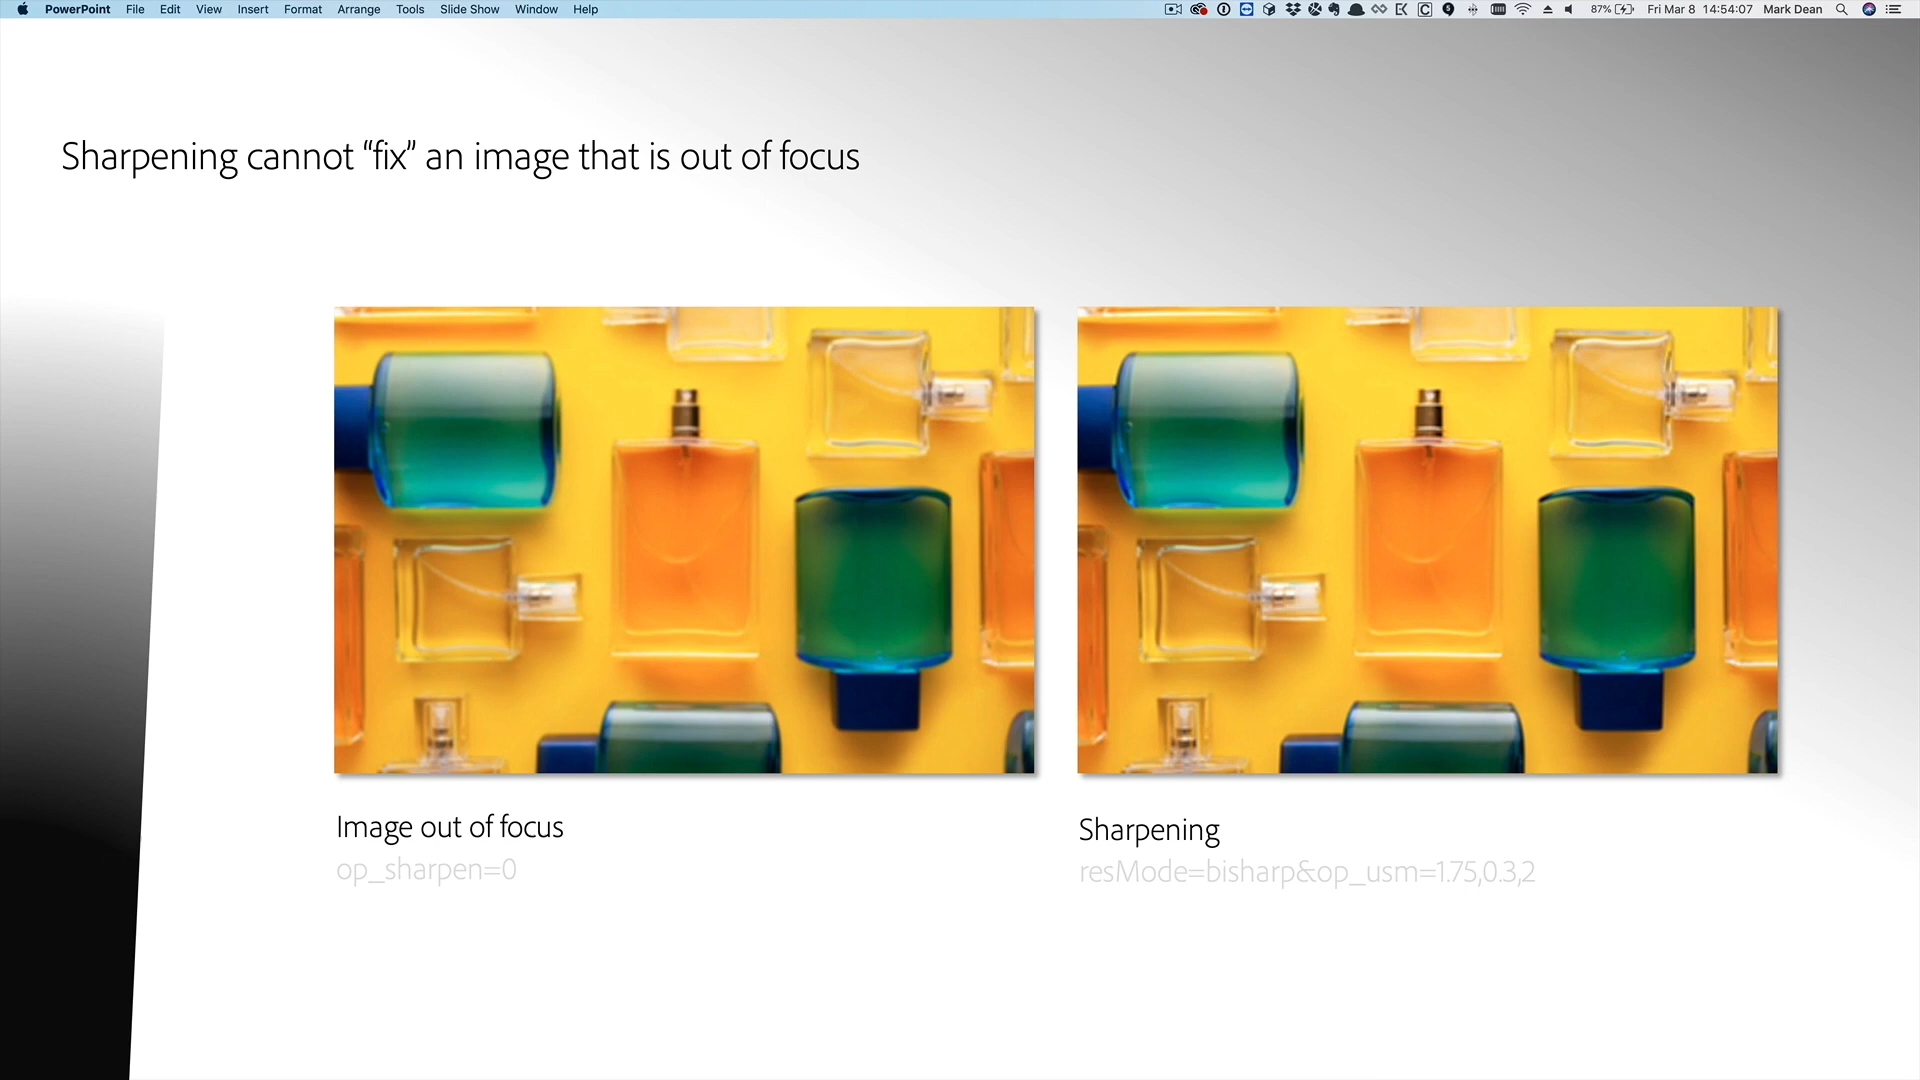 PowerPoint File Edit View Insert Format Arrange Tools Slide Show Window Help 87% Fri Mar 8 14:54:07 Mark Dean
Sharpening cannot “fix” an image that is out of focus
Image out of focus
op_sharpen=0
Sharpening
resMode=bisharp&op_usm=1.75,0.3,2